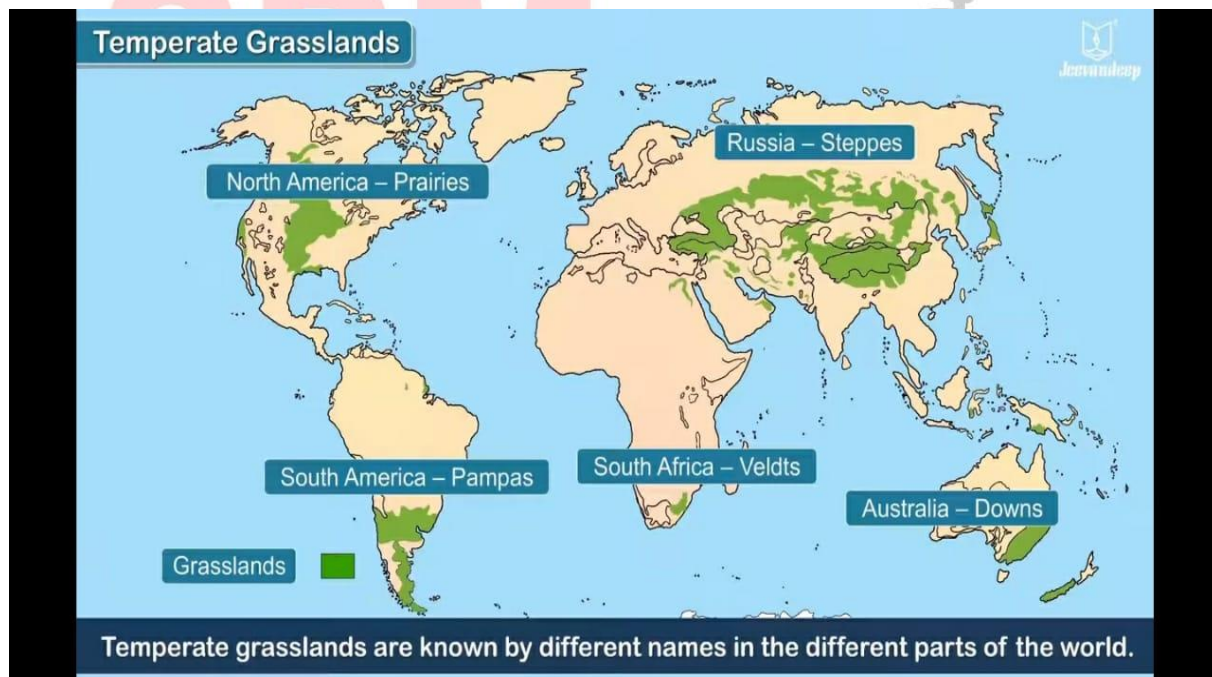 Temperate Grasslands
Jeevandeep
Russia – Steppes
North America – Prairies
South Africa – Veldts
South America – Pampas
Australia – Downs
Grasslands
Temperate grasslands are known by different names in the different parts of the world.